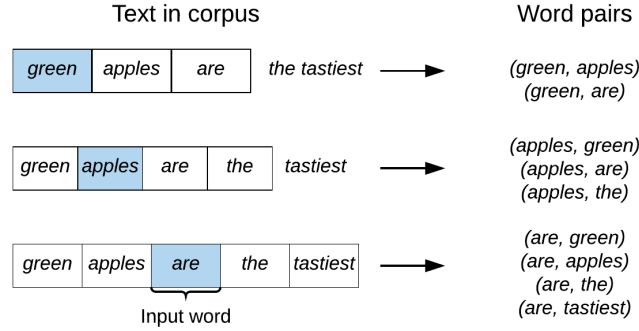 Text in corpus
Word pairs
green apples are the tastiest
(green, apples)
(green, are)
green apples are the tastiest
(apples, green)
(apples, are)
(apples, the)
green apples are the tastiest
(are, green)
(are, apples)
(are, the)
(are, tastiest)
Input word